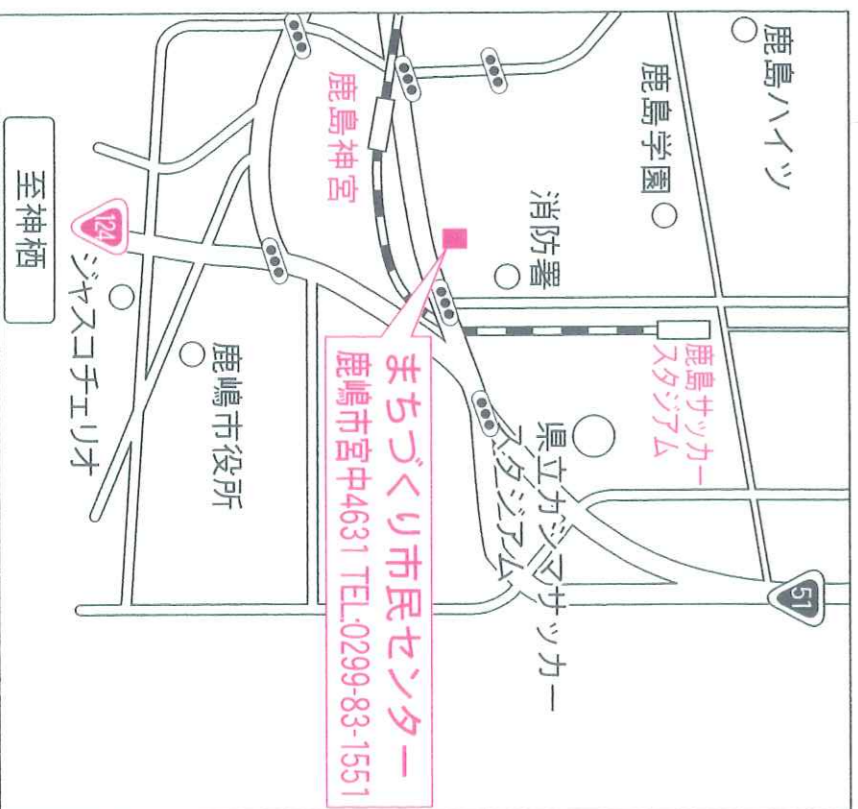 51
鹿島ハイツ
鹿島サッカー
スタジアム
鹿島学園
県立カシマサッカー
スタジアム
消防署
まちづくり市民センター
鹿嶋市宮中4631 TEL.0299-83-1551
鹿島神宮
鹿嶋市役所
124
ジャスコチェリオ
至神栖